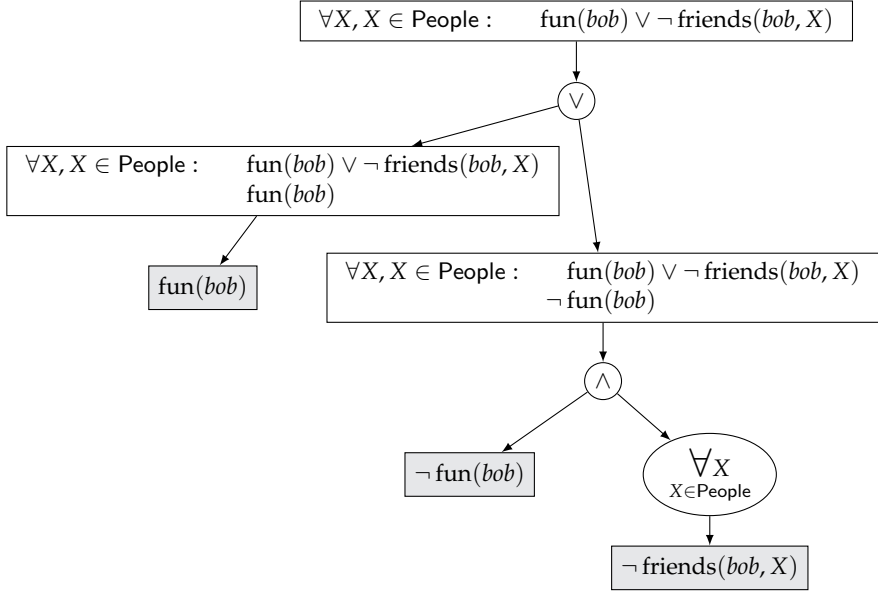 ∀X, X ∈ People : fun(bob) ∨ ¬ friends(bob, X)
∨
∀X, X ∈ People : fun(bob) ∨ ¬ friends(bob, X)
fun(bob)
fun(bob)
∀X, X ∈ People : fun(bob) ∨ ¬ friends(bob, X)
¬ fun(bob)
∧
¬ fun(bob)
∀X
X∈People
¬ friends(bob, X)